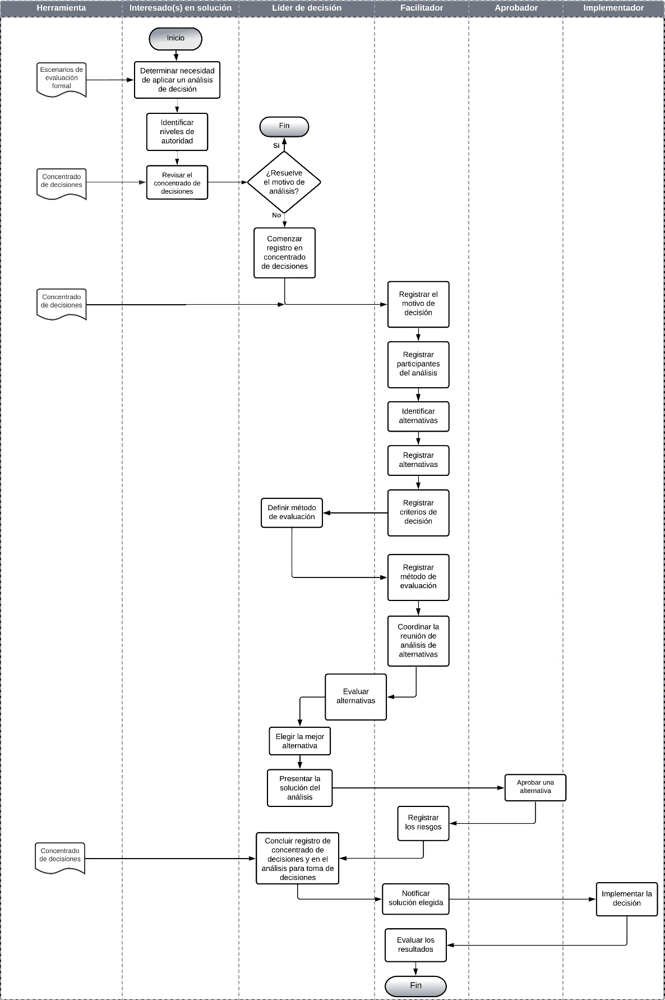 Herramienta
Interesado(s) en solución
Líder de decisión
Facilitador
Aprobador
Implementador
Inicio
Escenarios de
evaluación
formal
Determinar necesidad
de aplicar un análisis
de decisión
Identificar
niveles de
autoridad
Fin
Si
Concentrado
de decisiones
Revisar el
concentrado de
decisiones
¿Resuelve
el motivo de
análisis?
No
Comenzar
registro en
concentrado
de decisiones
Concentrado
de decisiones
Registrar el
motivo de
decisión
Registrar
participantes
del análisis
Identificar
alternativas
Registrar
alternativas
Registrar
criterios de
decisión
Definir método
de evaluación
Registrar
método de
evaluación
Coordinar la
reunión de
análisis de
alternativas
Evaluar
alternativas
Elegir la mejor
alternativa
Presentar la
solución del
análisis
Aprobar una
alternativa
Registrar
los riesgos
Concentrado
de decisiones
Concluir registro de
concentrado de
decisiones y en el
análisis para toma de
decisiones
Notificar
solución elegida
Implementar la
decisión
Evaluar los
resultados
Fin